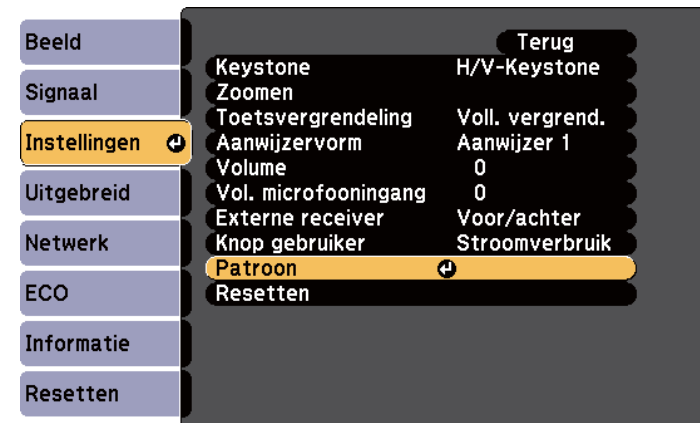 Beeld
Signaal
Instellingen
Uitgebreid
Netwerk
ECO
Informatie
Resetten
Terug
Keystone H/V-Keystone
Zoomen
Toetsvergrendeling Voll. vergrend.
Aanwijzervorm Aanwijzer 1
Volume 0
Vol. microfooningang 0
Externe receiver Voor/achter
Knop gebruiker Stroomverbruik
Patroon
Resetten